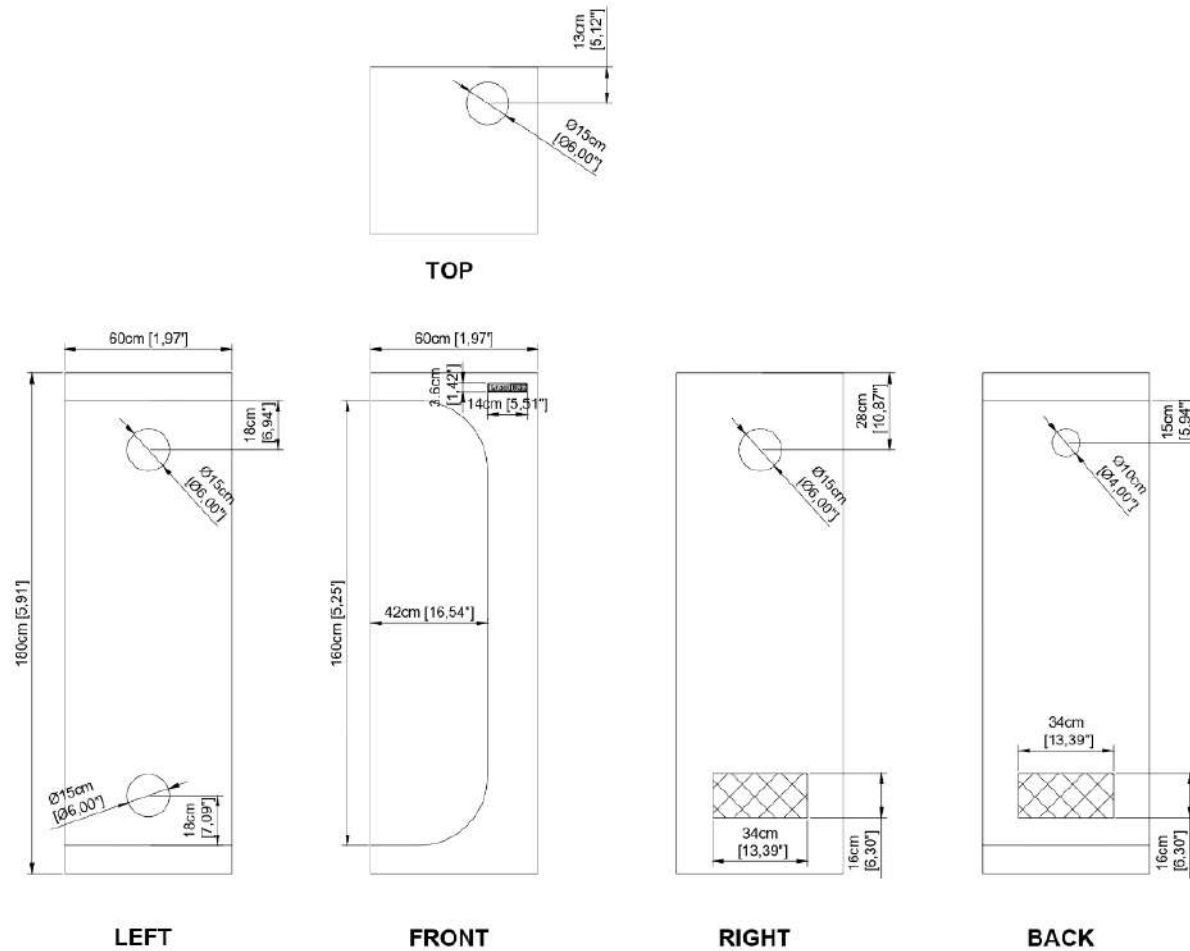 13cm
[5,12"]
Ø15cm
[Ø6,00"]
TOP
60cm [1,97']
180cm [5,91']
18cm
[6,94"]
Ø15cm
[Ø6,00"]
Ø15cm
[Ø6,00"]
18cm
[7,09"]
LEFT
60cm [1,97']
3.6cm
[1,42"]
14cm [5,51"]
160cm [5,25']
42cm [16,54"]
FRONT
28cm
[10,87"]
Ø15cm
[Ø6,00"]
34cm
[13,39"]
16cm
[6,30"]
RIGHT
15cm
[5,94"]
Ø10cm
[Ø4,00"]
34cm
[13,39"]
16cm
[6,30"]
BACK